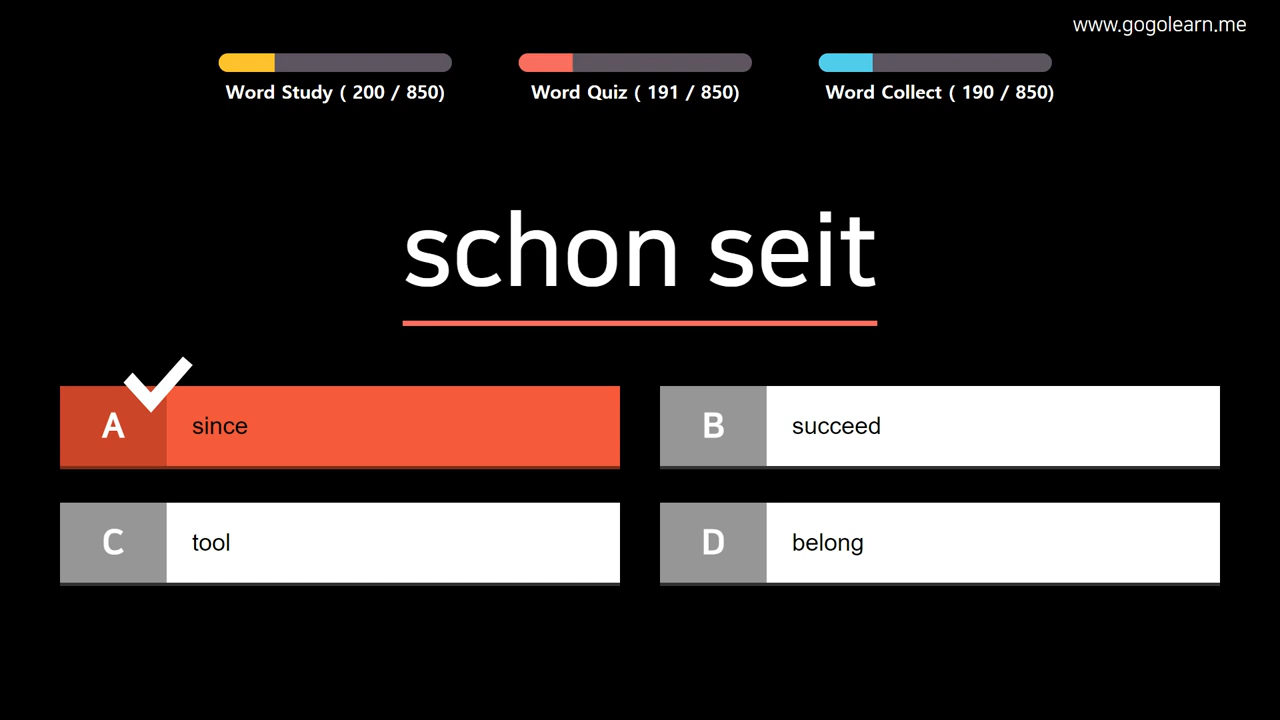 www.gogolearn.me
Word Study ( 200 / 850)
Word Quiz ( 191 / 850)
Word Collect ( 190 / 850)
schon seit
A since
B succeed
C tool
D belong